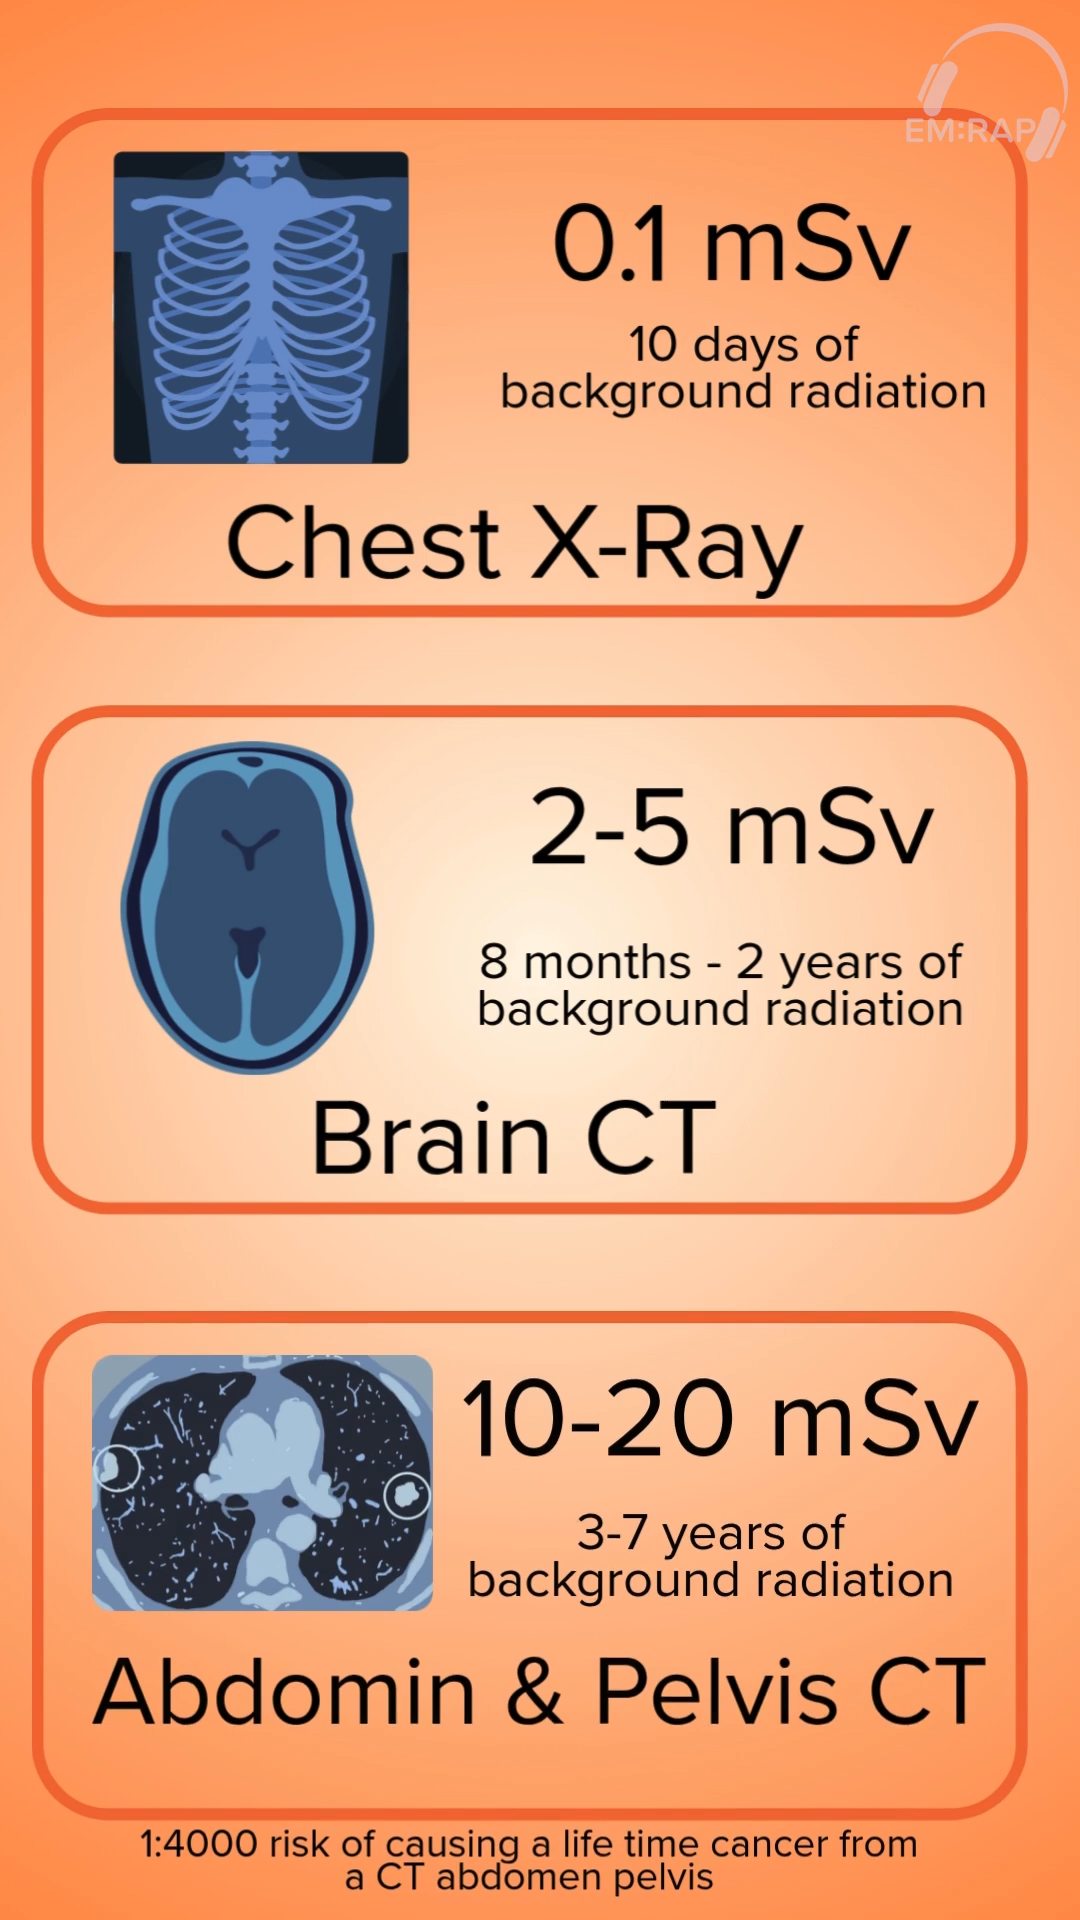 EM:RAP
0.1 mSv
10 days of
background radiation
Chest X-Ray
2-5 mSv
8 months - 2 years of
background radiation
Brain CT
10-20 mSv
3-7 years of
background radiation
Abdomin & Pelvis CT
1:4000 risk of causing a life time cancer from
a CT abdomen pelvis